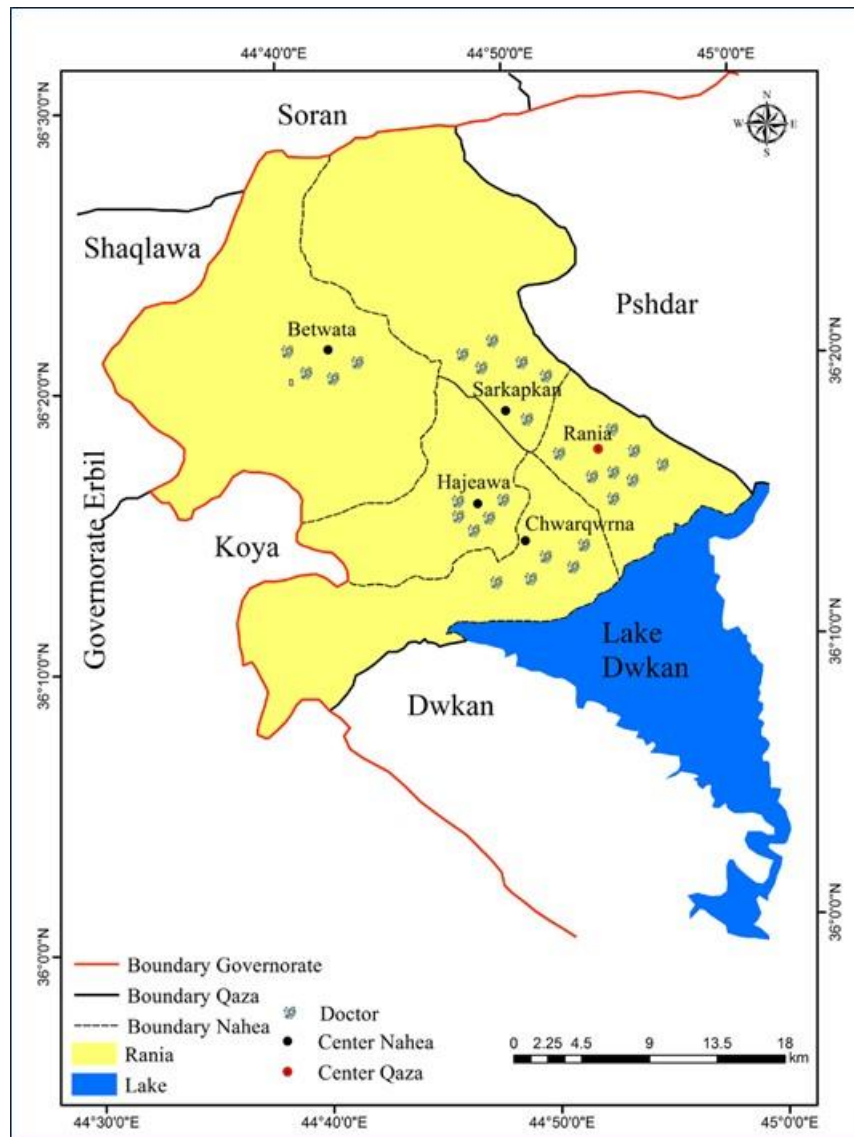 44°40'0"E
44°50'0"E
45°0'0"E
36°30'0"N
Soran
N
W
E
S
Shaqlawa
Pshdar
Betwata
36°20'0"N
36°20'0"N
Sarkapkan
Rania
Hajeawa
Chwarqwrna
Governorate Erbil
Koya
36°10'0"N
36°10'0"N
Lake
Dwkan
Dwkan
36°0'0"N
36°0'0"N
Boundary Governorate
Boundary Qaza
Boundary Nahea
Rania
Lake
Doctor
Center Nahea
Center Qaza
0 2.25 4.5 9 13.5 18
km
44°30'0"E
44°40'0"E
44°50'0"E
45°0'0"E